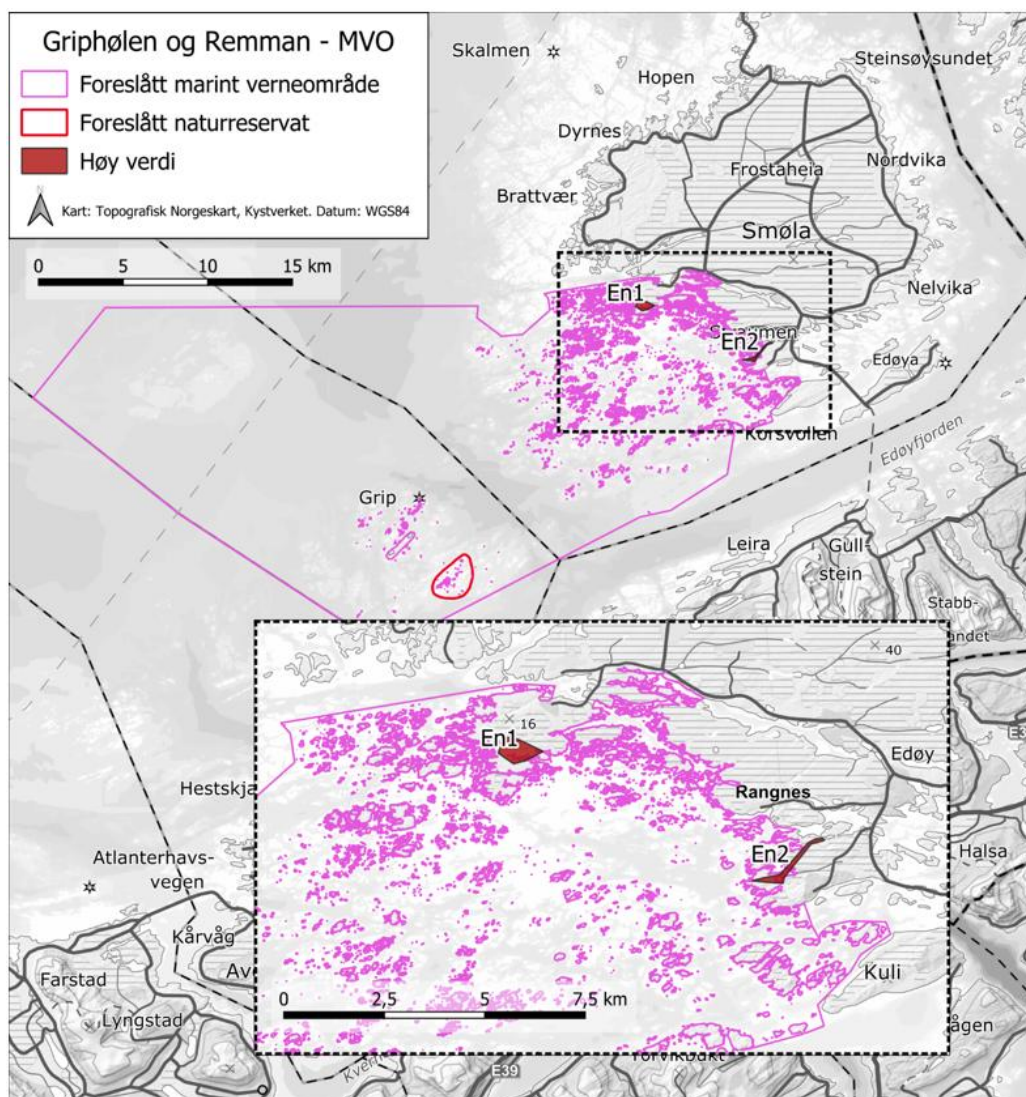 Griphølen og Remman - MVO
Foreslått marint verneområde
Foreslått naturreservat
Høy verdi
N
Kart: Topografisk Norgeskart, Kystverket. Datum: WGS84
0 5 10 15 km
Skalmen
Steinsøysundet
Hopen
Dyrnes
Nordvika
Frostaheia
Brattvær
Smøla
Nelvika
En1
En2
Edøya
Korsvollen
Edøyfjorden
Grip
Leira
Gull-
stein
Stabb-
andet
40
16
En1
Edøy
E3
Rangnes
Hestskja
En2
Halsa
Atlanterhavs-
vegen
Kårvåg
Kuli
Farstad
Av
0 2,5 5 7,5 km
Lyngstad
ågen
E39